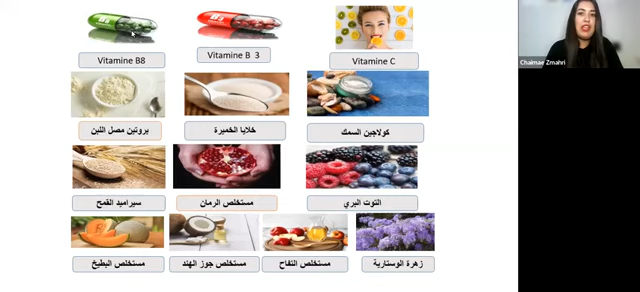 Vitamine B8
Vitamine B 3
Vitamine C
Chaimae Zmahri
بروتين مصل اللبن
خلايا الخميرة
كولاجين السمك
سيراميد القمح
مستخلص الرمان
التوت البري
مستخلص البطيخ
مستخلص جوز الهند
مستخلص التفاح
زهرة الوستارية